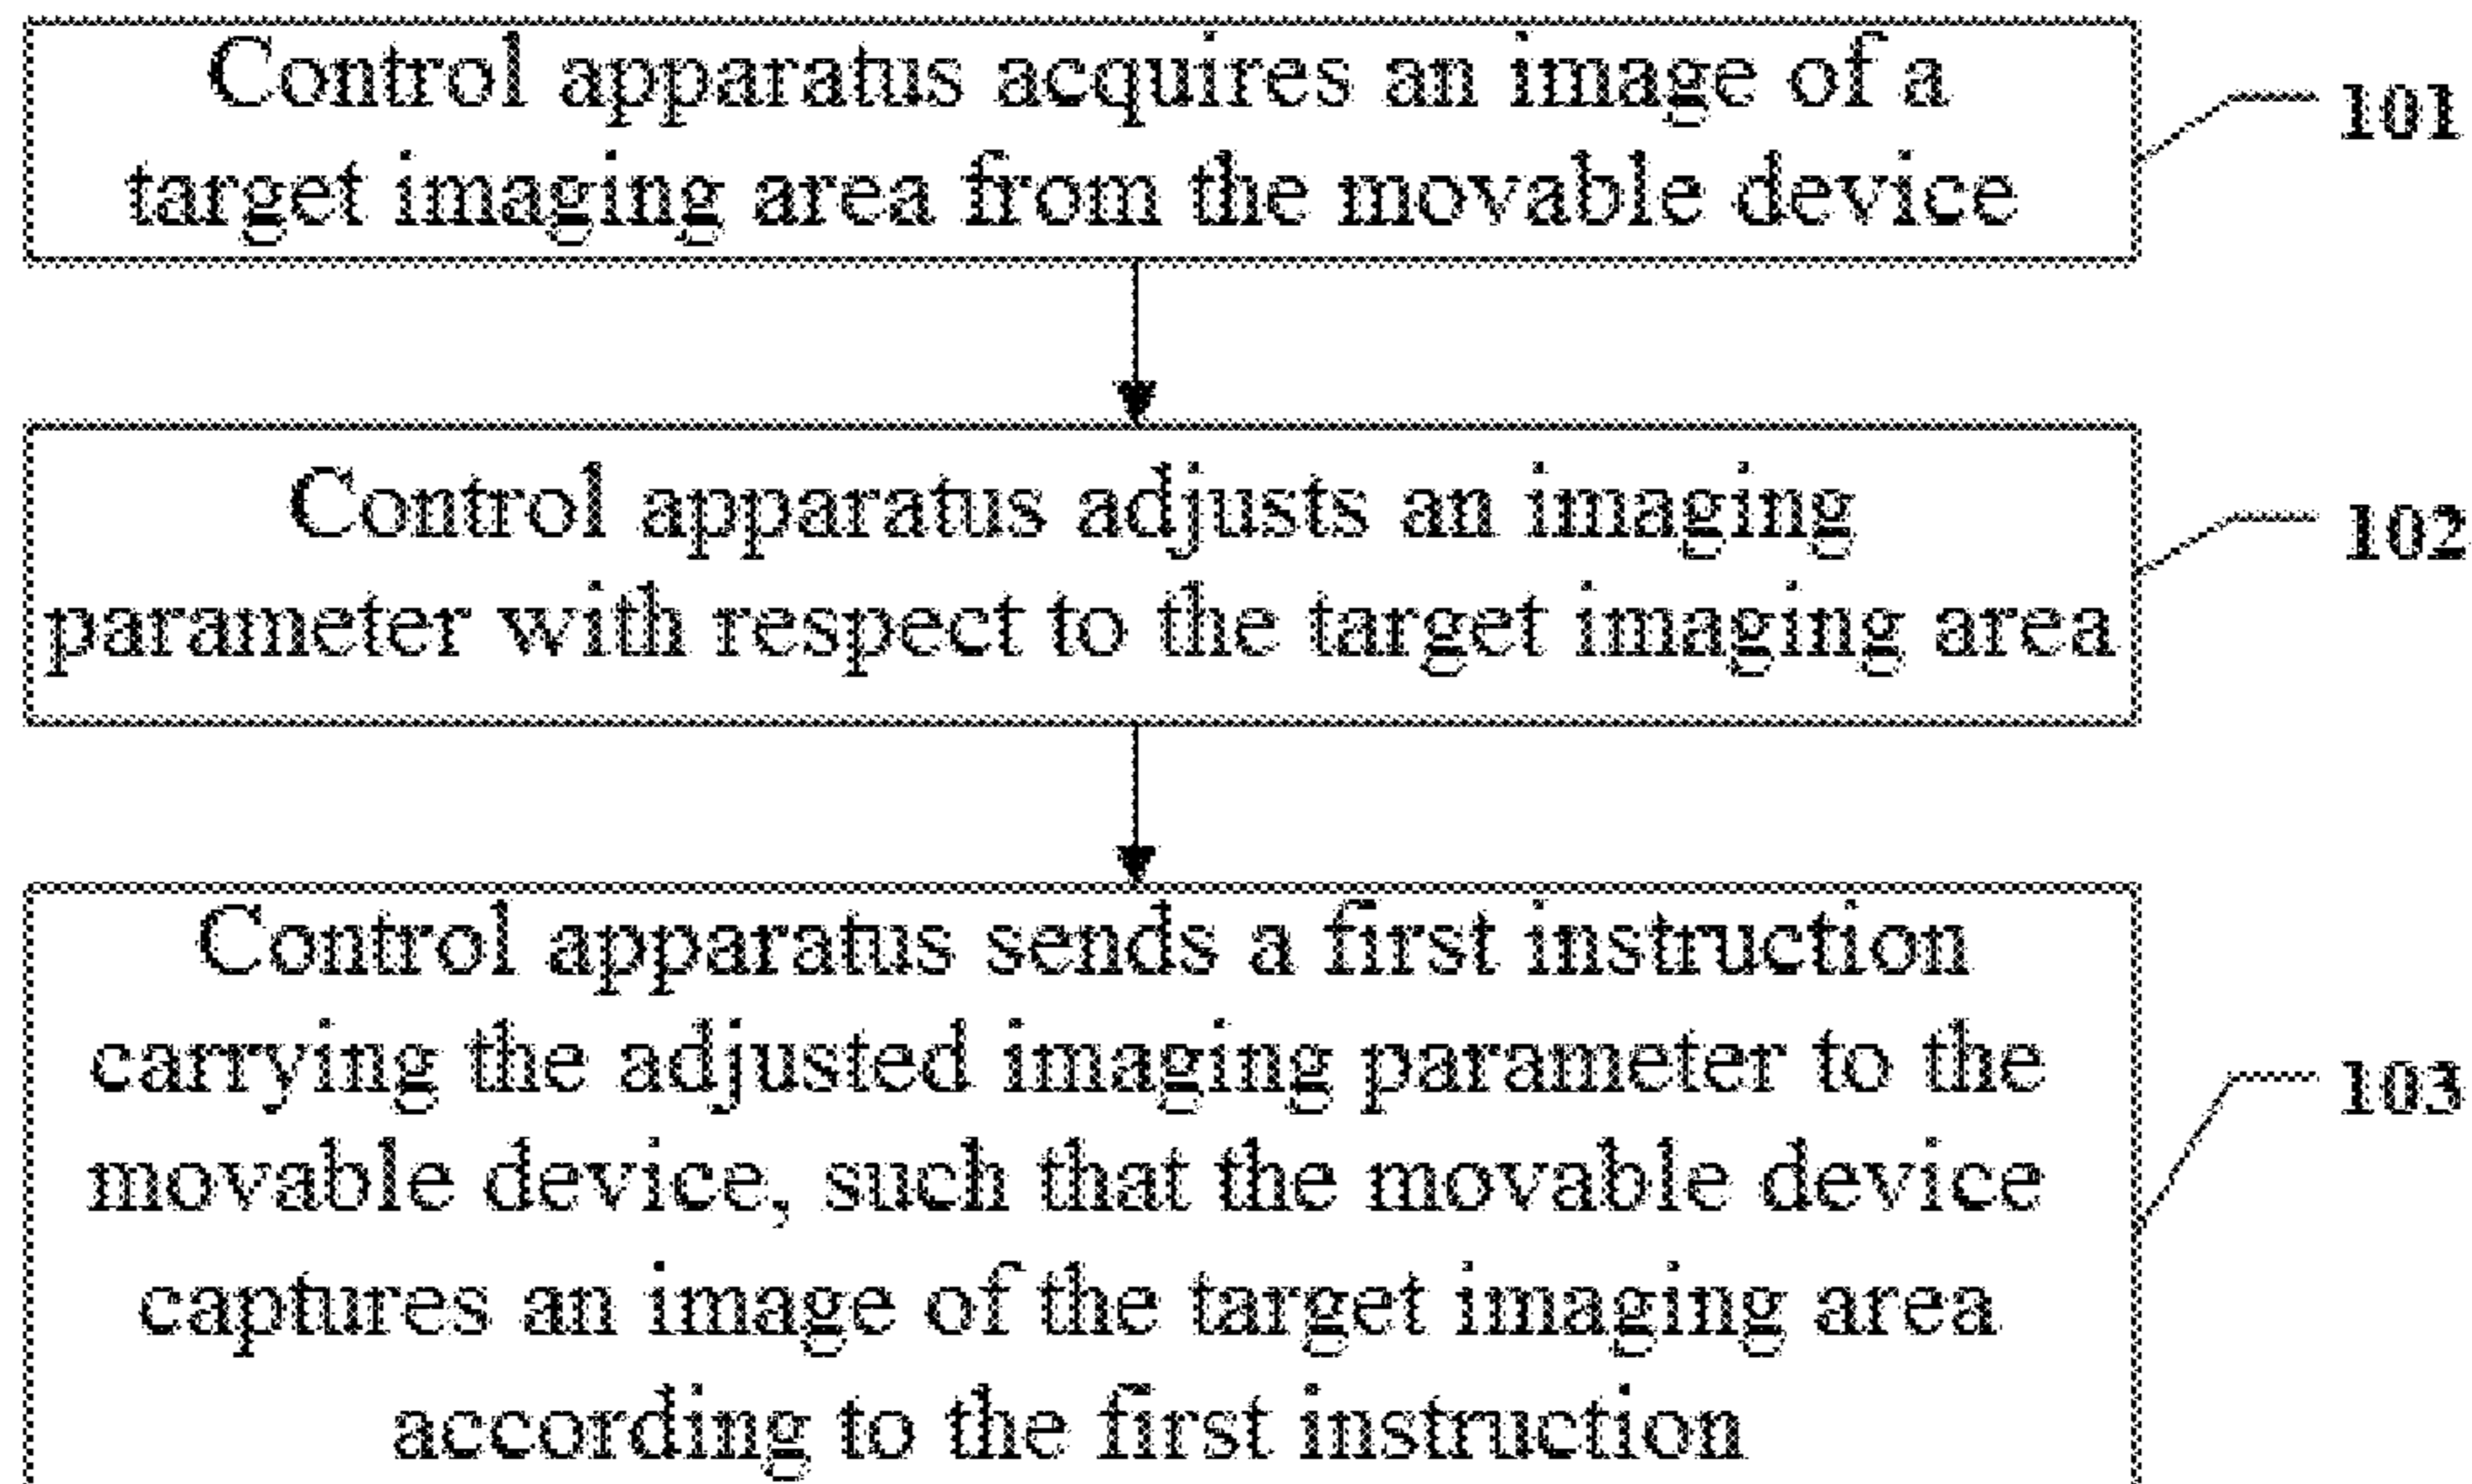 Control apparatus acquires an image of a
target imaging area from the movable device
101
Control apparatus adjusts an imaging
parameter with respect to the target imaging area
102
Control apparatus sends a first instruction
carrying the adjusted imaging parameter to the
movable device, such that the movable device
captures an image of the target imaging area
according to the first instruction
103